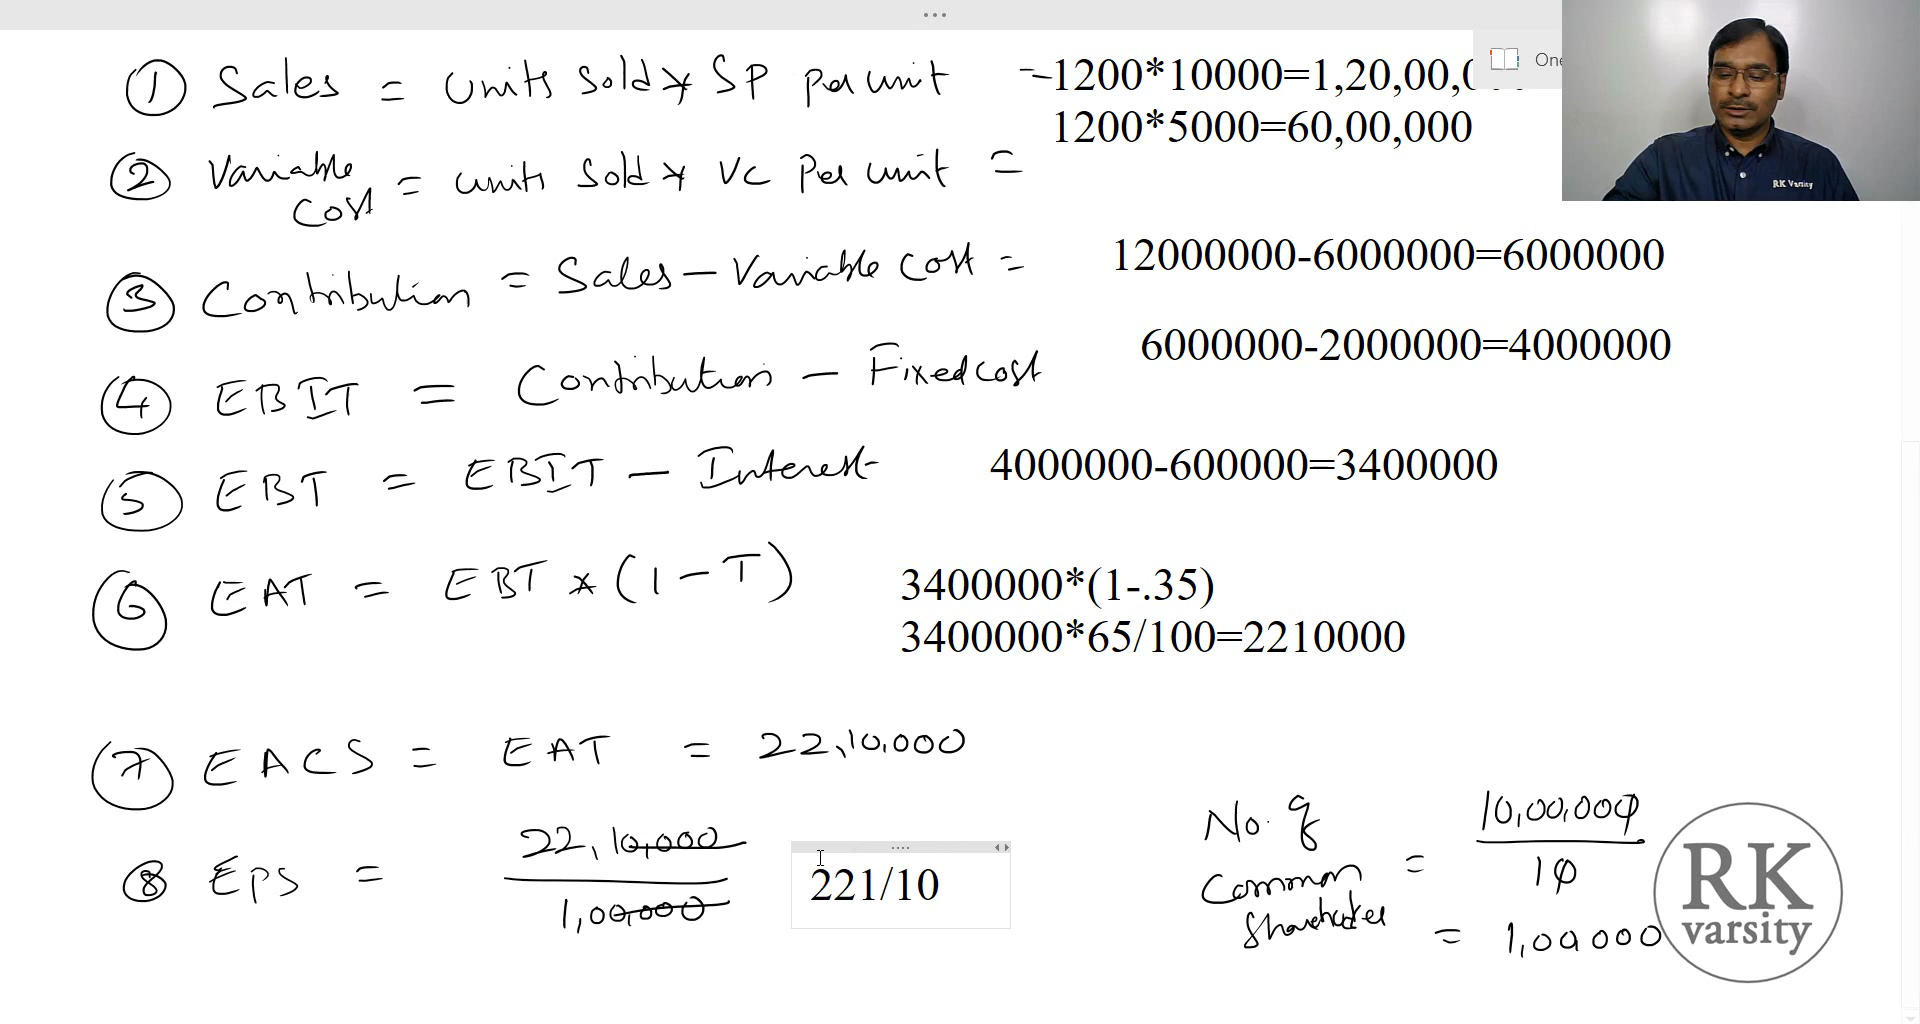 ① Sales = units sold * SP per unit = 1200*10000=1,20,00,0
One
1200*5000=60,00,000
② Variable cost = units sold * VC per unit =
RK Varsity
③ Contribution = Sales - Variable cost = 12000000-6000000=6000000
④ EBIT = Contribution - Fixed cost 6000000-2000000=4000000
⑤ EBT = EBIT - Interest 4000000-600000=3400000
⑥ EAT = EBT * (1-T) 3400000*(1-.35)
3400000*65/100=2210000
⑦ EACS = EAT = 22,10,000
⑧ EPS = 22,10,000 / 1,00,000 221/10
No. of Common = 10,00,000 / 10
= 1,00,000
RK varsity